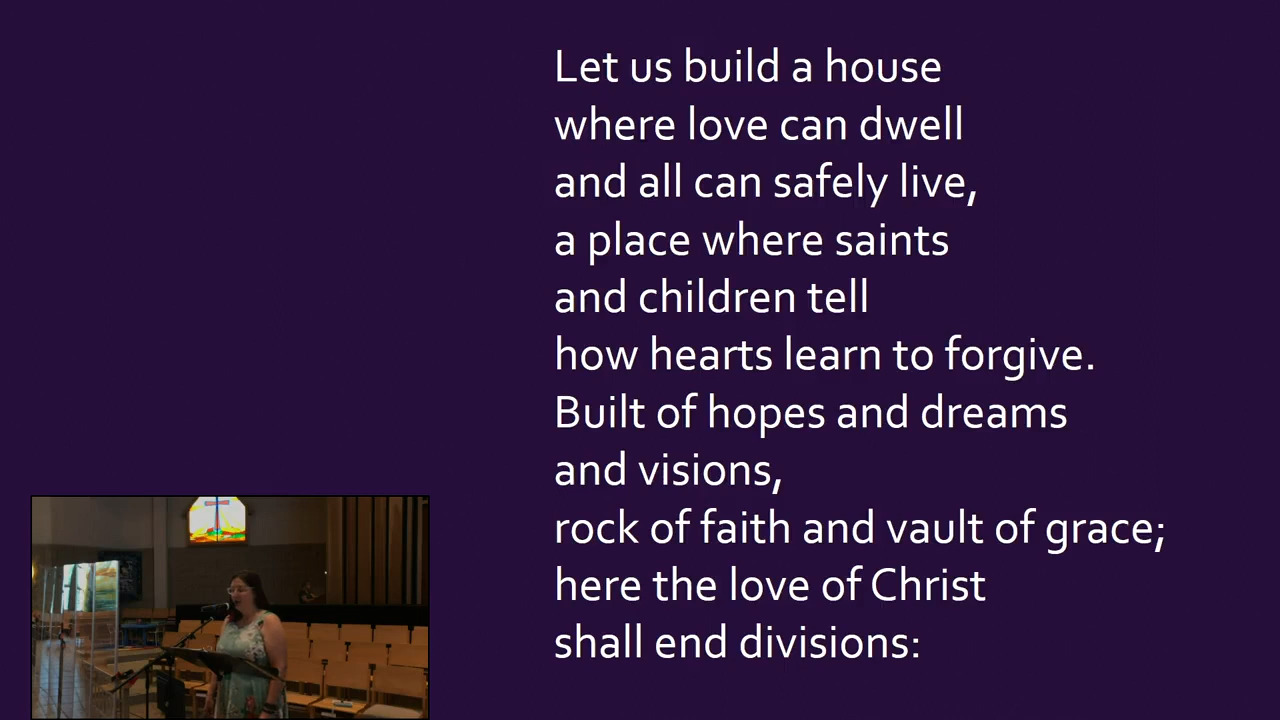 Let us build a house
where love can dwell
and all can safely live,
a place where saints
and children tell
how hearts learn to forgive.
Built of hopes and dreams
and visions,
rock of faith and vault of grace;
here the love of Christ
shall end divisions: